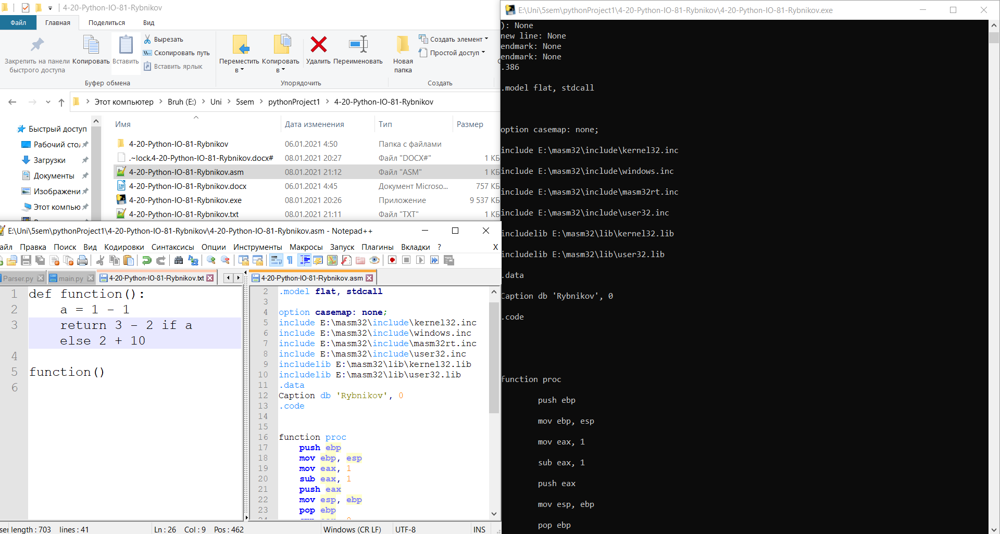 4-20-Python-IO-81-Rybnikov
Файл Главная Поделиться Вид
Закрепить на панели быстрого доступа
Копировать
Вставить
Вырезать
Скопировать путь
Вставить ярлык
Буфер обмена
Переместить в
Копировать в
Удалить
Переименовать
Упорядочить
Новая папка
Создать элемент
Простой доступ
Создать
Этот компьютер > Bruh (E:) > Uni > 5sem > pythonProject1 > 4-20-Python-IO-81-Rybnikov
Быстрый доступ
Рабочий сто
Загрузки
Документы
Изображени
Этот компью
Имя Дата изменения Тип Размер
4-20-Python-IO-81-Rybnikov 06.01.2021 4:50 Папка с файлами
.~lock.4-20-Python-IO-81-Rybnikov.docx# 08.01.2021 20:27 Файл "DOCX#" 1 КБ
4-20-Python-IO-81-Rybnikov.asm 08.01.2021 21:12 Файл "ASM" 1 КБ
4-20-Python-IO-81-Rybnikov.docx 06.01.2021 4:45 Документ Microso... 757 КБ
4-20-Python-IO-81-Rybnikov.exe 08.01.2021 20:26 Приложение 9 537 КБ
4-20-Python-IO-81-Rybnikov.txt 08.01.2021 21:11 Файл "TXT" 1 КБ
E:\Uni\5sem\pythonProject1\4-20-Python-IO-81-Rybnikov\4-20-Python-IO-81-Rybnikov.asm - Notepad++
айл Правка Поиск Вид Кодировки Синтаксисы Опции Инструменты Макросы Запуск Плагины Вкладки ? X
Parser.py main.py 4-20-Python-IO-81-Rybnikov.txt
1 def function():
2 a = 1 - 1
3 return 3 - 2 if a
else 2 + 10
4
5 function()
6
4-20-Python-IO-81-Rybnikov.asm
2 .model flat, stdcall
3
4 option casemap: none;
5 include E:\masm32\include\kernel32.inc
6 include E:\masm32\include\windows.inc
7 include E:\masm32\include\masm32rt.inc
8 include E:\masm32\include\user32.inc
9 includelib E:\masm32\lib\kernel32.lib
10 includelib E:\masm32\lib\user32.lib
11 .data
12 Caption db 'Rybnikov', 0
13 .code
14
15
16 function proc
17 push ebp
18 mov ebp, esp
19 mov eax, 1
20 sub eax, 1
21 push eax
22 mov esp, ebp
23 pop ebp
ser length : 703 lines : 41 Ln : 26 Col : 9 Pos : 462 Windows (CR LF) UTF-8 INS
E:\Uni\5sem\pythonProject1\4-20-Python-IO-81-Rybnikov\4-20-Python-IO-81-Rybnikov.exe
): None
new line: None
endmark: None
endmark: None
.386
.model flat, stdcall
option casemap: none;
include E:\masm32\include\kernel32.inc
include E:\masm32\include\windows.inc
include E:\masm32\include\masm32rt.inc
include E:\masm32\include\user32.inc
includelib E:\masm32\lib\kernel32.lib
includelib E:\masm32\lib\user32.lib
.data
Caption db 'Rybnikov', 0
.code
function proc
push ebp
mov ebp, esp
mov eax, 1
sub eax, 1
push eax
mov esp, ebp
pop ebp